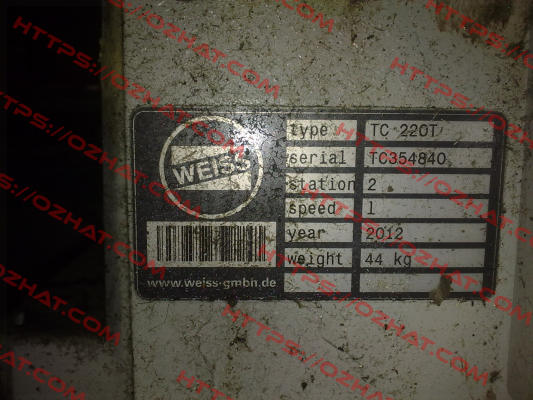 WEISS
type TC 220T
serial TC354840
station 2
speed 1
year 2012
weight 44 kg
www.weiss-gmbh.de
HTTPS://OZHAT.COM